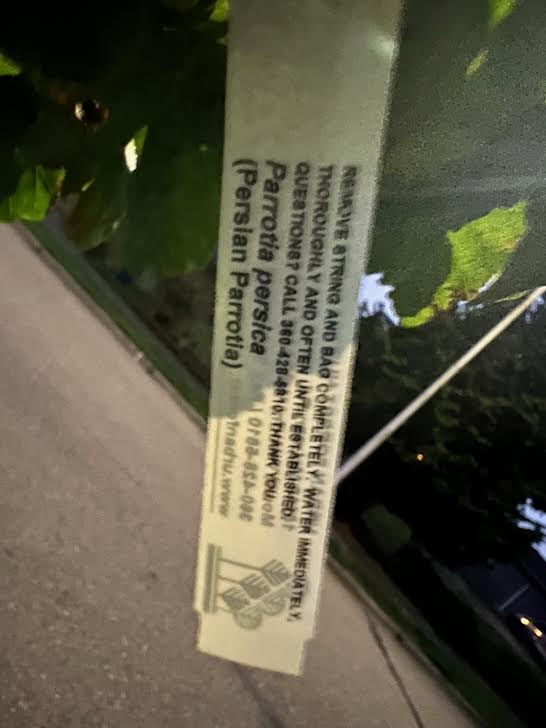 REMOVE STRING AND BAG COMPLETELY, WATER IMMEDIATELY,
THOROUGHLY AND OFTEN UNTIL ESTABLISHED.
QUESTIONS? CALL 360-428-5810. THANK YOU.
Parrotia persica
(Persian Parrotia)